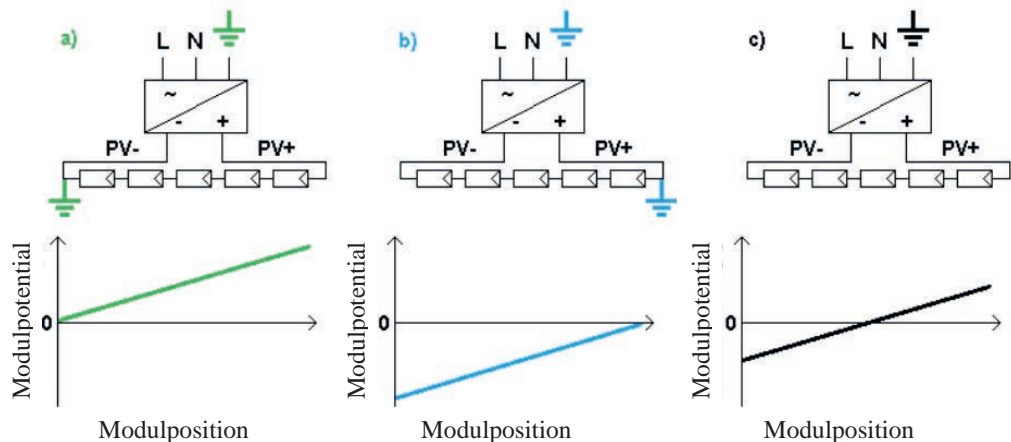 a)
L N
~
- +
PV- PV+
Modulpotential
0
Modulposition
b)
L N
~
- +
PV- PV+
Modulpotential
0
Modulposition
c)
L N
~
- +
PV- PV+
Modulpotential
0
Modulposition